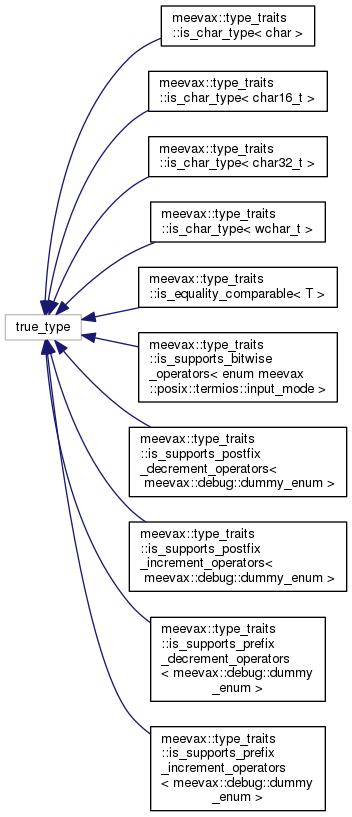 meevax::type_traits
::is_char_type< char >
meevax::type_traits
::is_char_type< char16_t >
meevax::type_traits
::is_char_type< char32_t >
meevax::type_traits
::is_char_type< wchar_t >
meevax::type_traits
::is_equality_comparable< T >
true_type
meevax::type_traits
::is_supports_bitwise
_operators< enum meevax
::posix::termios::input_mode >
meevax::type_traits
::is_supports_postfix
_decrement_operators<
meevax::debug::dummy_enum >
meevax::type_traits
::is_supports_postfix
_increment_operators<
meevax::debug::dummy_enum >
meevax::type_traits
::is_supports_prefix
_decrement_operators
< meevax::debug::dummy
_enum >
meevax::type_traits
::is_supports_prefix
_increment_operators
< meevax::debug::dummy
_enum >